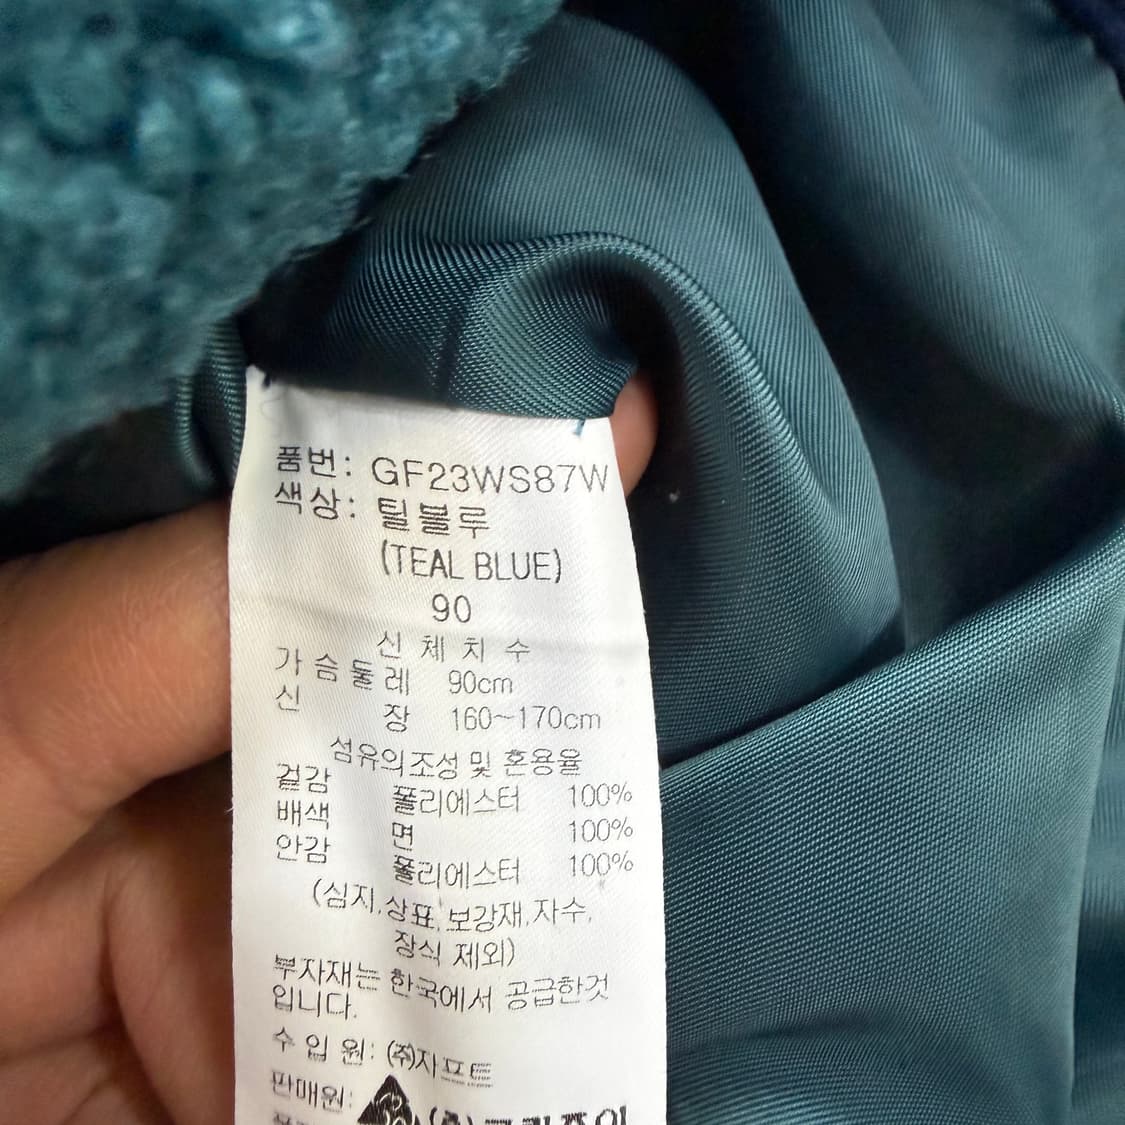 품번: GF23WS87W
색상: 틸블루
(TEAL BLUE)
90
신 체 치 수
가 슴 둘 레 90cm
신 장 160~170cm
섬유의조성 및 혼용율
겉감 폴리에스터 100%
배색 면 100%
안감 폴리에스터 100%
(심지,상표,보강재,자수,
장식 제외)
부자재는 한국에서 공급한것
입니다.
수 입 원: ㈜자프트
판매원: